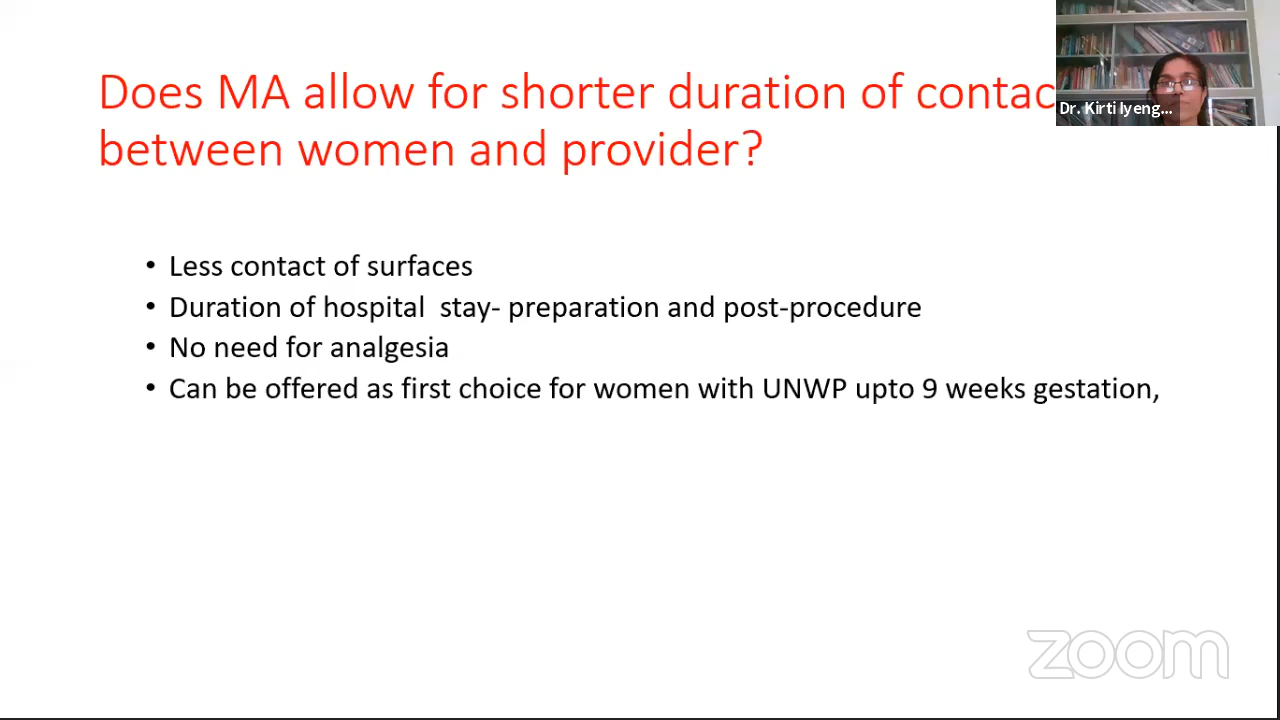 Does MA allow for shorter duration of contac
between women and provider?
Dr. Kirti Iyeng...
• Less contact of surfaces
• Duration of hospital  stay- preparation and post-procedure
• No need for analgesia
• Can be offered as first choice for women with UNWP upto 9 weeks gestation,
zoom